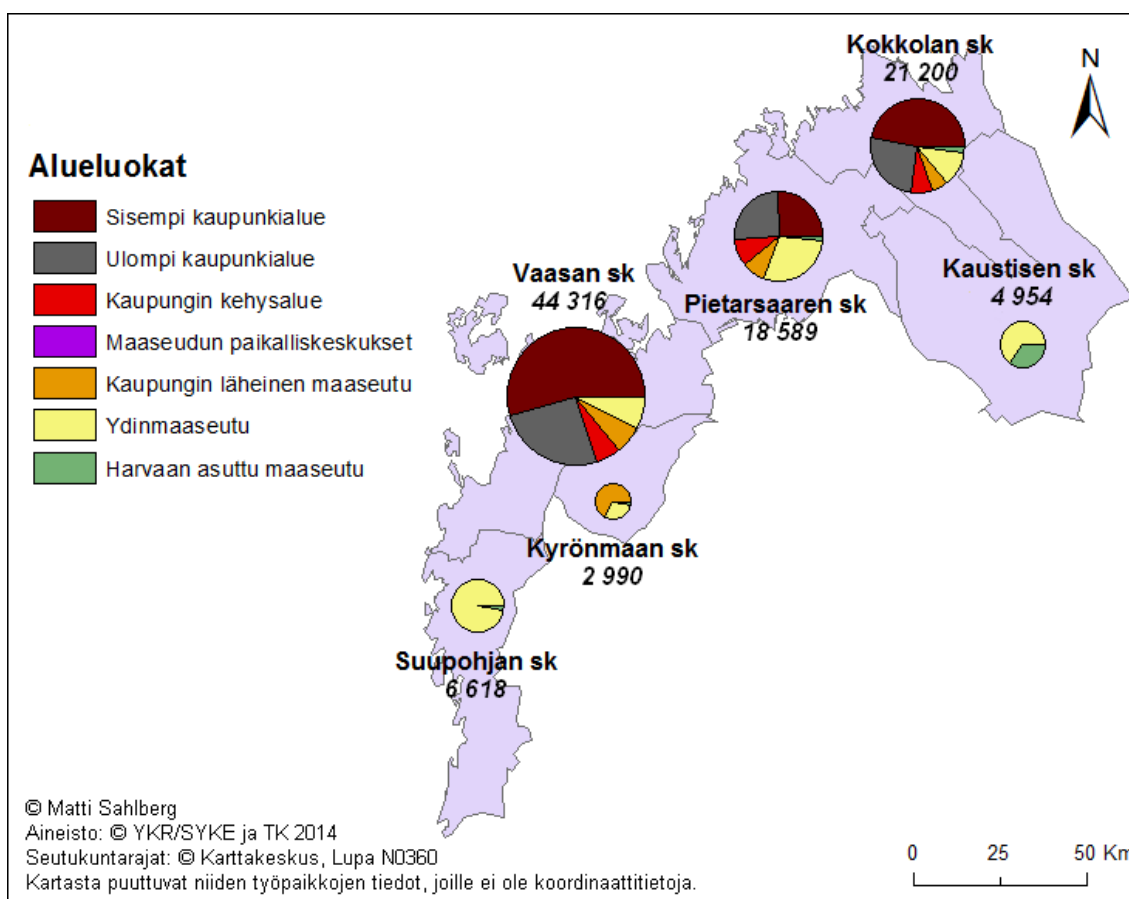 Kokkolan sk
21 200
N
Alueluokat
Sisempi kaupunkialue
Ulompi kaupunkialue
Kaupungin kehysalue
Maaseudun paikalliskeskukset
Kaupungin läheinen maaseutu
Ydinmaaseutu
Harvaan asuttu maaseutu
Vaasan sk
44 316
Pietarsaaren sk
18 589
Kaustisen sk
4 954
Kyrönmaan sk
2 990
Suupohjan sk
6 618
© Matti Sahlberg
Aineisto: © YKR/SYKE ja TK 2014
Seutukuntarajat: © Karttakeskus, Lupa N0360
Kartasta puuttuvat niiden työpaikkojen tiedot, joille ei ole koordinaattitietoja.
0 25 50 Km